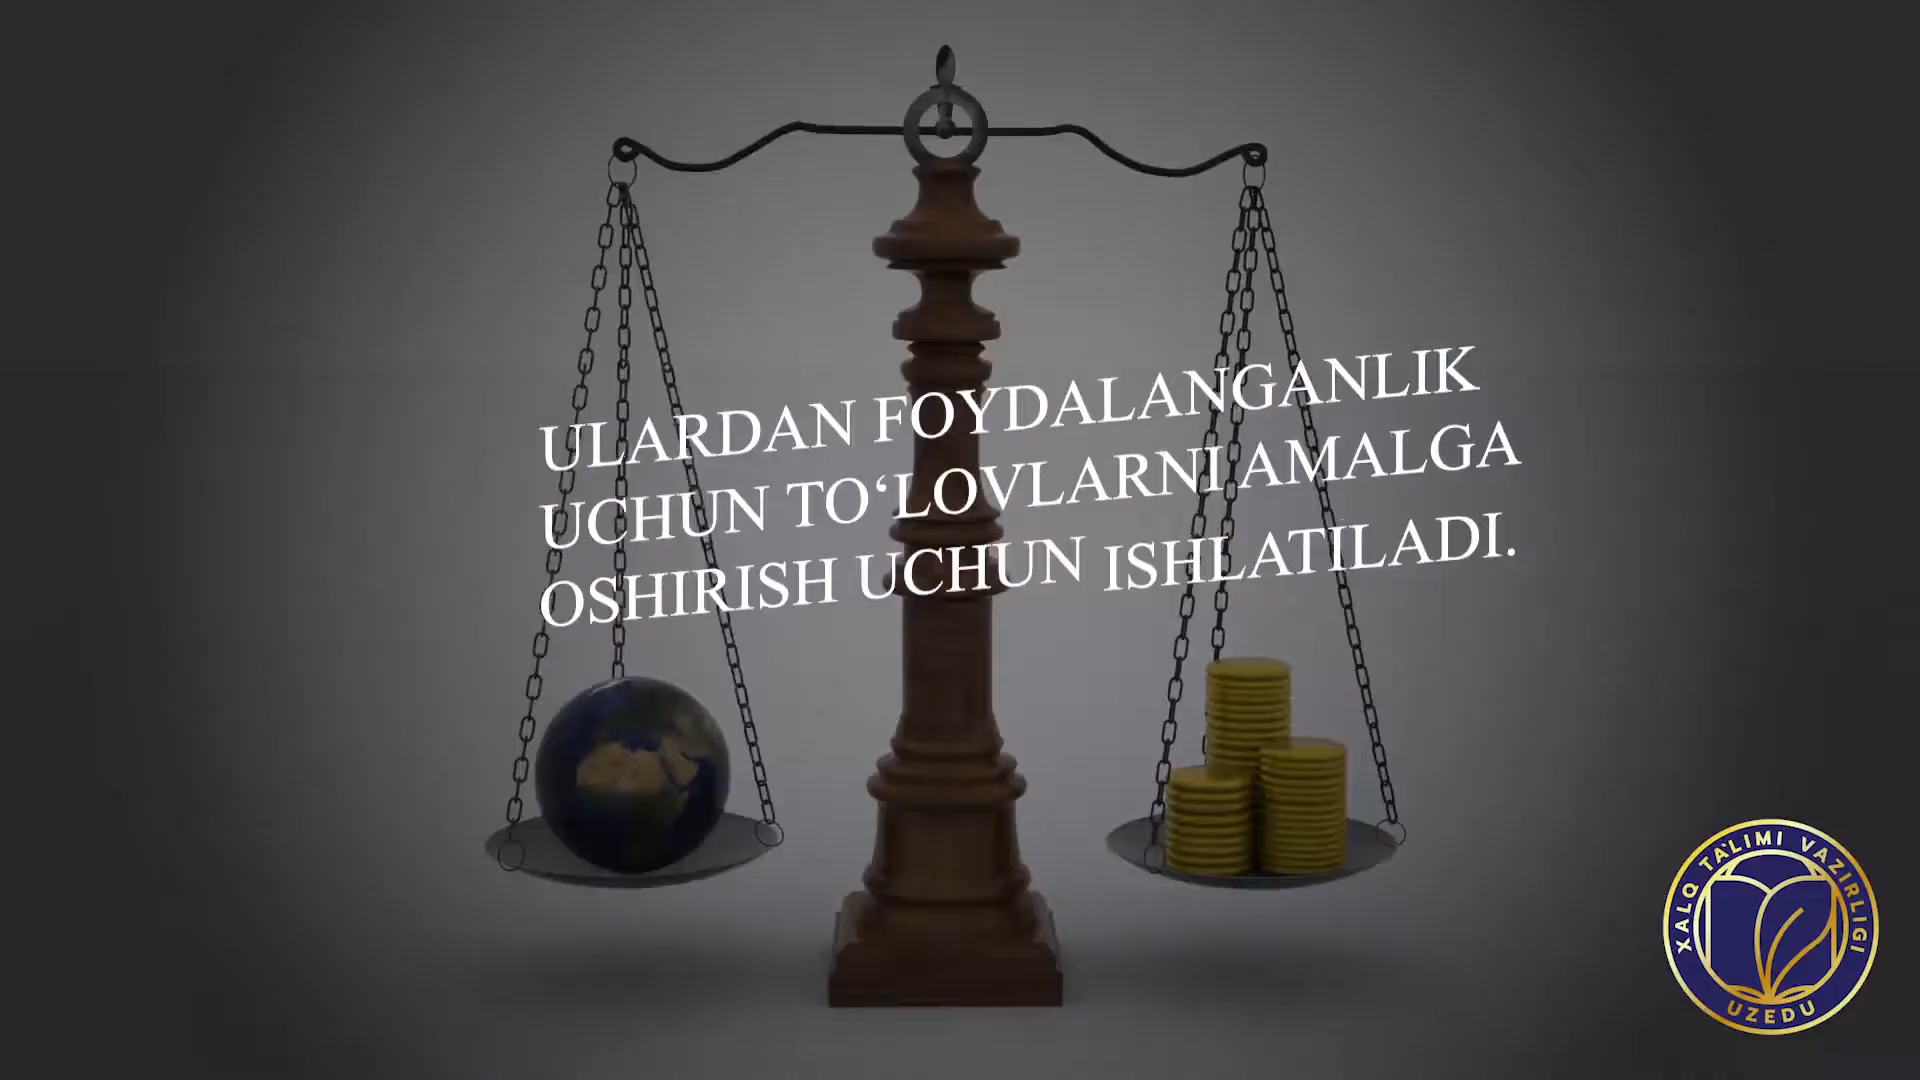 ULARDAN FOYDALANGANLIK
UCHUN TO‘LOVLARNI AMALGA
OSHIRISH UCHUN ISHLATILADI.
XALQ TA'LIMI VAZIRLIGI
UZEDU